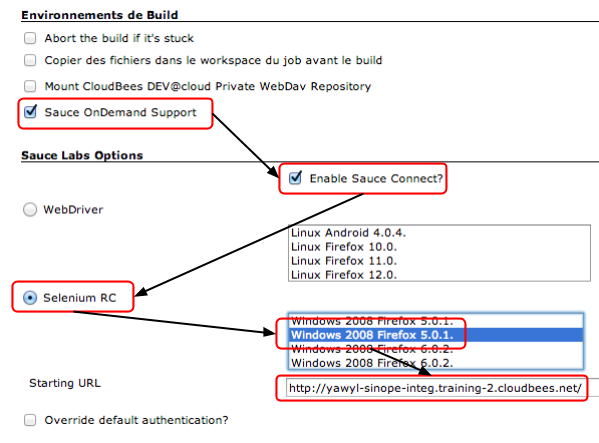 Environnements de Build
Abort the build if it's stuck
Copier des fichiers dans le workspace du job avant le build
Mount CloudBees DEV@cloud Private WebDav Repository
Sauce OnDemand Support
Sauce Labs Options
Enable Sauce Connect?
WebDriver
Linux Android 4.0.4.
Linux Firefox 10.0.
Linux Firefox 11.0.
Linux Firefox 12.0.
Selenium RC
Windows 2008 Firefox 5.0.1.
Windows 2008 Firefox 5.0.1.
Windows 2008 Firefox 6.0.2.
Windows 2008 Firefox 6.0.2.
Starting URL
http://yawyl-sinope-integ.training-2.cloudbees.net/
Override default authentication?